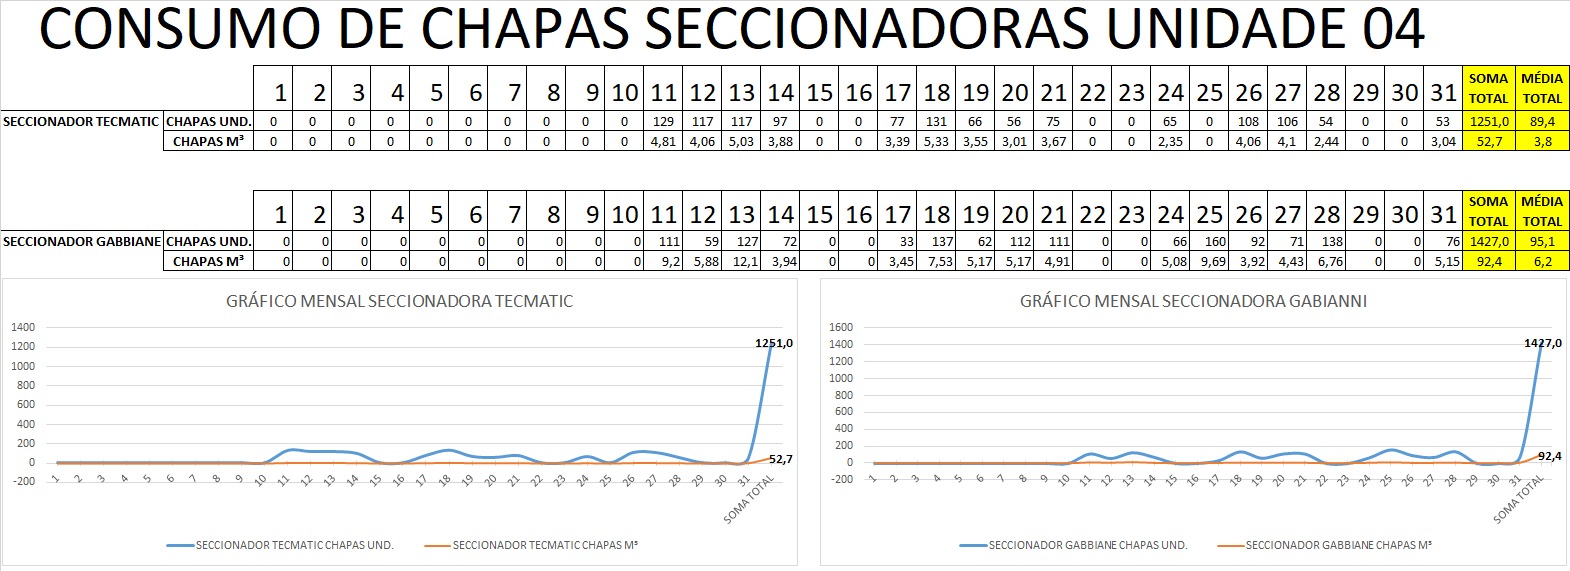 CONSUMO DE CHAPAS SECCIONADORAS UNIDADE 04
1 2 3 4 5 6 7 8 9 10 11 12 13 14 15 16 17 18 19 20 21 22 23 24 25 26 27 28 29 30 31 SOMA TOTAL MÉDIA TOTAL
SECCIONADOR TECMATIC CHAPAS UND. 0 0 0 0 0 0 0 0 0 0 129 117 117 97 0 0 77 131 66 56 75 0 0 65 0 108 106 54 0 0 53 1251,0 89,4
CHAPAS M³ 0 0 0 0 0 0 0 0 0 0 4,81 4,06 5,03 3,88 0 0 3,39 5,33 3,55 3,01 3,67 0 0 2,35 0 4,06 4,1 2,44 0 0 3,04 52,7 3,8
1 2 3 4 5 6 7 8 9 10 11 12 13 14 15 16 17 18 19 20 21 22 23 24 25 26 27 28 29 30 31 SOMA TOTAL MÉDIA TOTAL
SECCIONADOR GABBIANE CHAPAS UND. 0 0 0 0 0 0 0 0 0 0 111 59 127 72 0 0 33 137 62 112 111 0 0 66 160 92 71 138 0 0 76 1427,0 95,1
CHAPAS M³ 0 0 0 0 0 0 0 0 0 0 9,2 5,88 12,1 3,94 0 0 3,45 7,53 5,17 5,17 4,91 0 0 5,08 9,69 3,92 4,43 6,76 0 0 5,15 92,4 6,2
GRÁFICO MENSAL SECCIONADORA TECMATIC
1400
1200
1000
800
600
400
200
0
-200
1251,0
52,7
1 2 3 4 5 6 7 8 9 10 11 12 13 14 15 16 17 18 19 20 21 22 23 24 25 26 27 28 29 30 31 SOMA TOTAL
SECCIONADOR TECMATIC CHAPAS UND. SECCIONADOR TECMATIC CHAPAS M³
GRÁFICO MENSAL SECCIONADORA GABIANNI
1600
1400
1200
1000
800
600
400
200
0
-200
1427,0
92,4
1 2 3 4 5 6 7 8 9 10 11 12 13 14 15 16 17 18 19 20 21 22 23 24 25 26 27 28 29 30 31 SOMA TOTAL
SECCIONADOR GABBIANE CHAPAS UND. SECCIONADOR GABBIANE CHAPAS M³